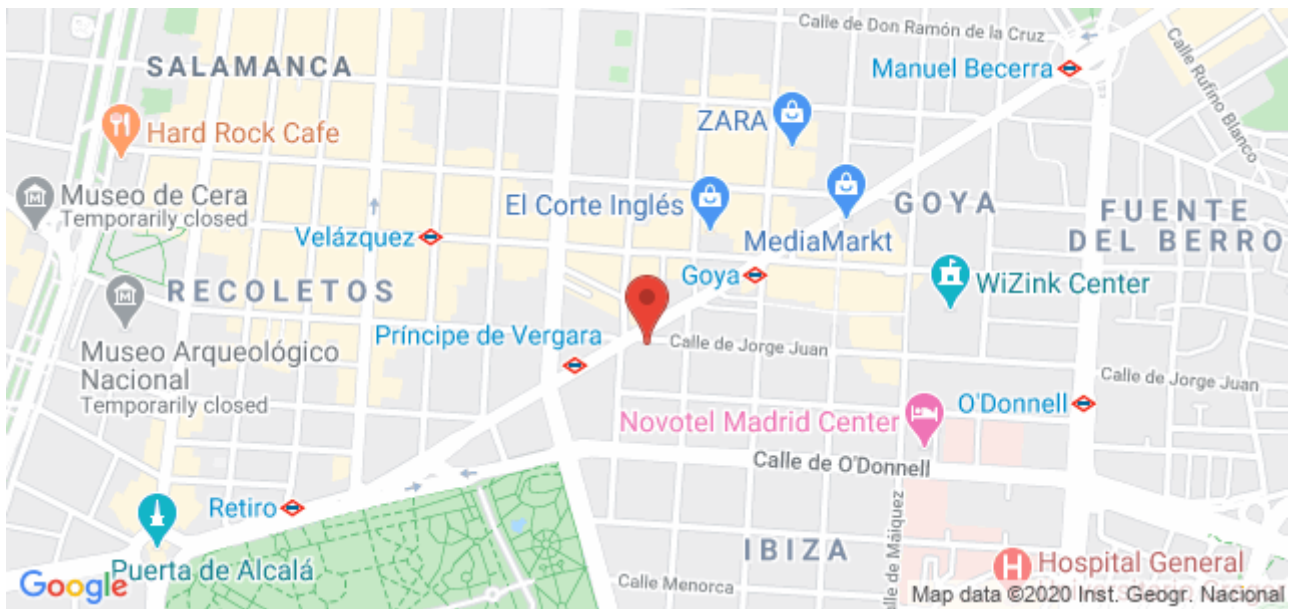 Calle de Don Ramón de la Cruz
SALAMANCA
Manuel Becerra
Calle Rufino Blanco
ZARA
Hard Rock Cafe
Museo de Cera
Temporarily closed
El Corte Inglés
GOYA
FUENTE
DEL BERRO
Velázquez
MediaMarkt
Goya
WiZink Center
RECOLETOS
Príncipe de Vergara
Calle de Jorge Juan
Museo Arqueológico
Nacional
Temporarily closed
Calle de Jorge Juan
O'Donnell
Novotel Madrid Center
Calle de O'Donnell
Retiro
Calle de Máiquez
IBIZA
Puerta de Alcalá
Hospital General
Calle Menorca
Google
Map data ©2020 Inst. Geogr. Nacional